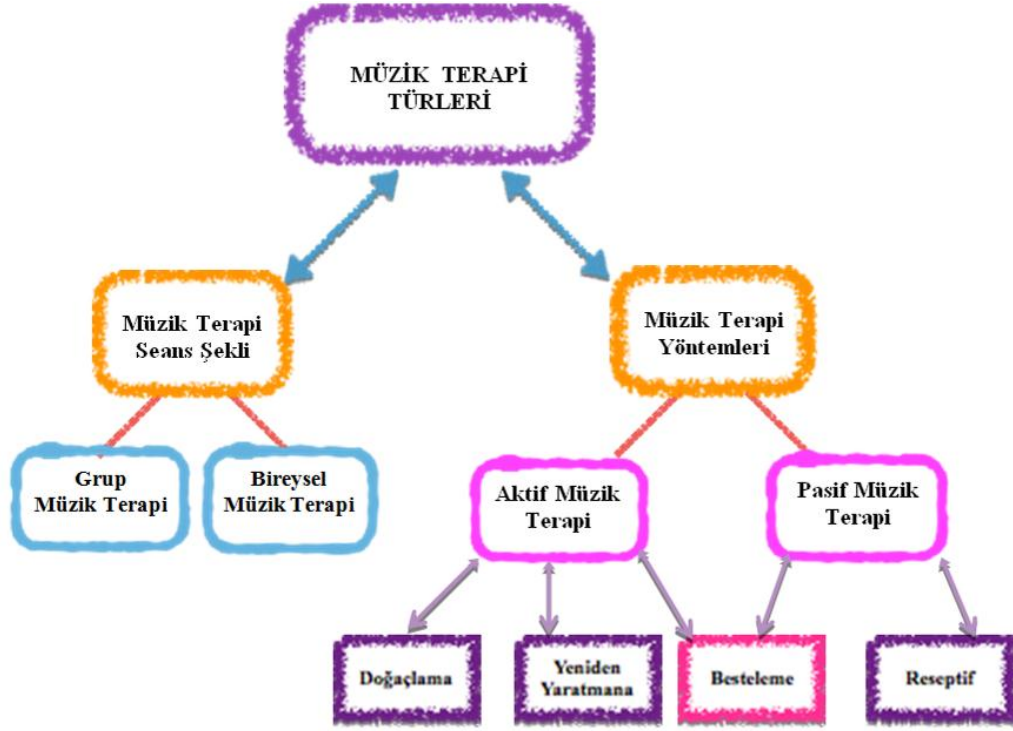 MÜZİK TERAPİ
TÜRLERİ
Müzik Terapi
Seans Şekli
Müzik Terapi
Yöntemleri
Grup
Müzik Terapi
Bireysel
Müzik Terapi
Aktif Müzik
Terapi
Pasif Müzik
Terapi
Doğaçlama
Yeniden
Yaratmana
Besteleme
Reseptif